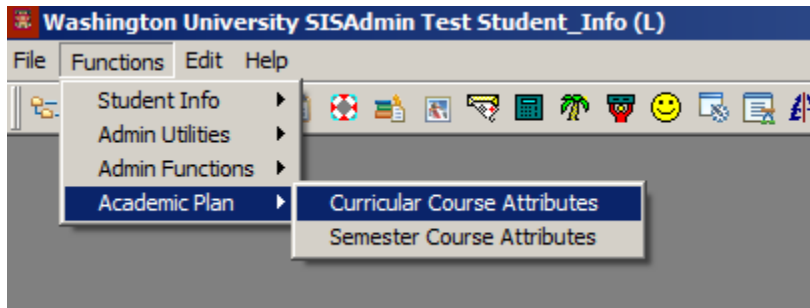 Washington University SISAdmin Test Student_Info (L)
File Functions Edit Help
Student Info
Admin Utilities
Admin Functions
Academic Plan
Curricular Course Attributes
Semester Course Attributes